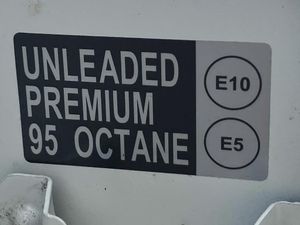 UNLEADED
PREMIUM
95 OCTANE
E10
E5